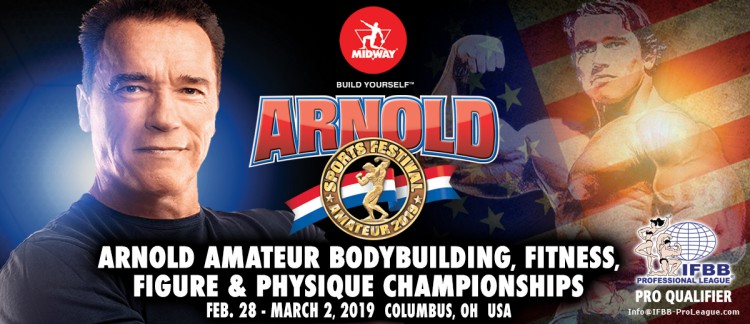 MIDWAY
BUILD YOURSELF™
ARNOLD
SPORTS FESTIVAL
AMATEUR 2019
ARNOLD AMATEUR BODYBUILDING, FITNESS,
FIGURE & PHYSIQUE CHAMPIONSHIPS
FEB. 28 - MARCH 2, 2019 COLUMBUS, OH USA
IFBB
PROFESSIONAL LEAGUE
PRO QUALIFIER
Info@IFBB-ProLeague.com